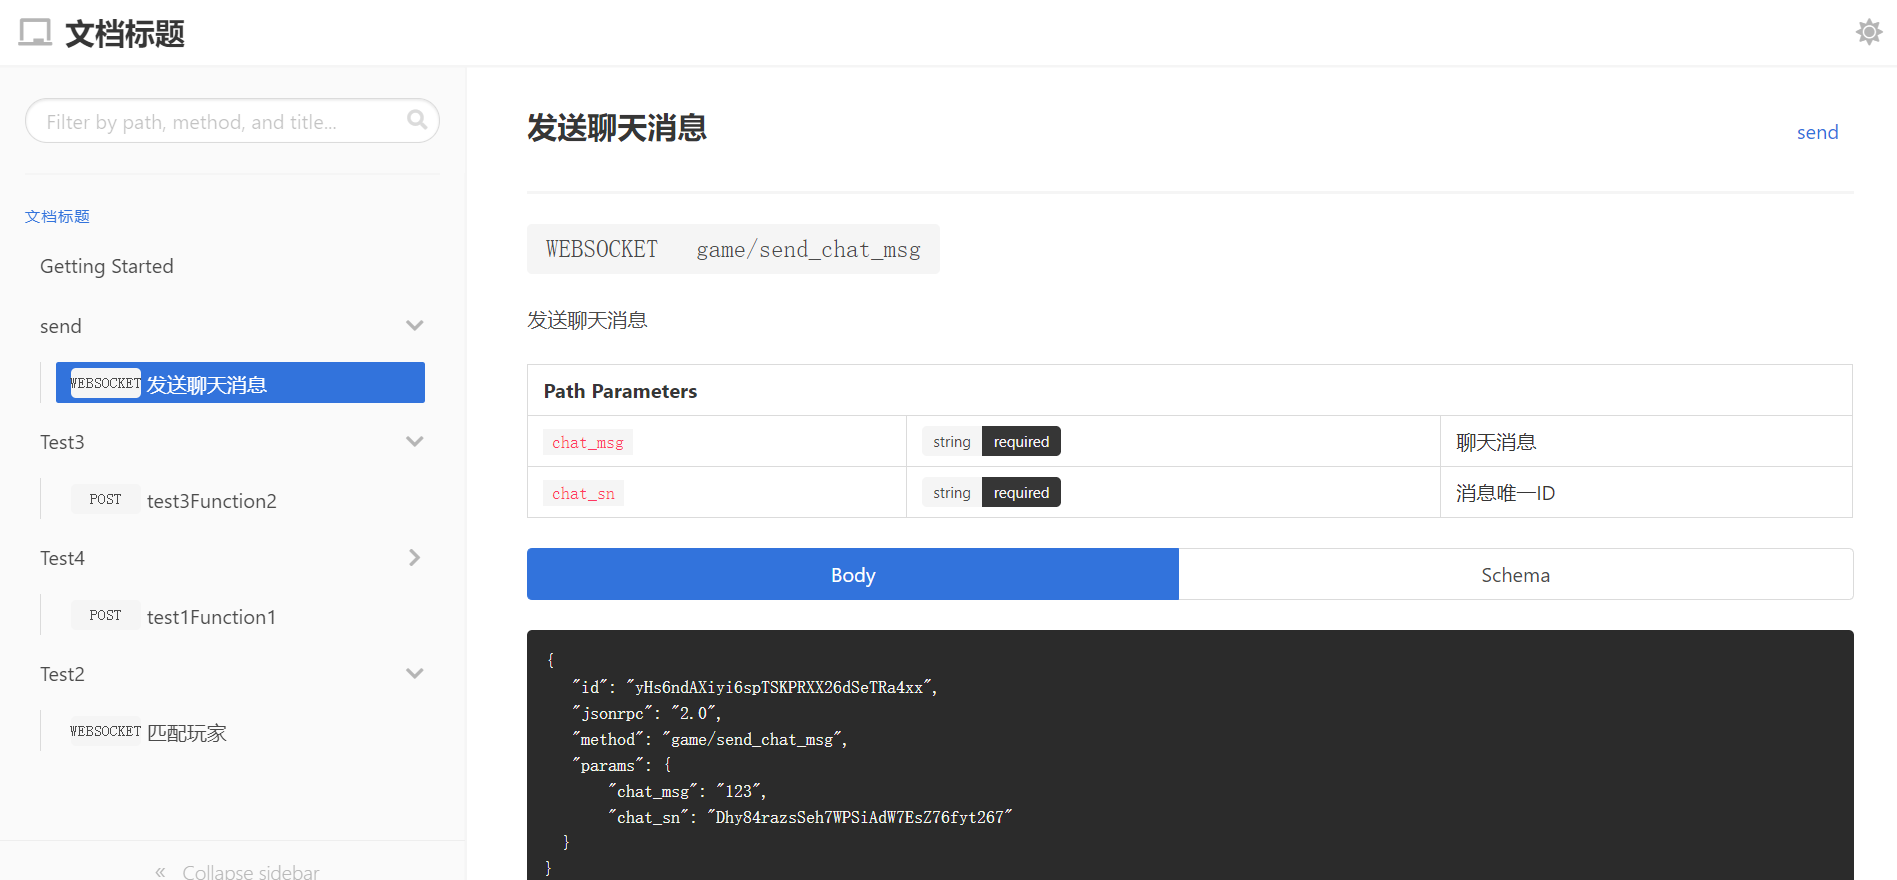 文档标题
Filter by path, method, and title...
文档标题
Getting Started
send
WEBSOCKET 发送聊天消息
Test3
POST test3Function2
Test4
POST test1Function1
Test2
WEBSOCKET 匹配玩家
« Collapse sidebar
发送聊天消息
send
WEBSOCKET game/send_chat_msg
发送聊天消息
Path Parameters
chat_msg string required 聊天消息
chat_sn string required 消息唯一ID
Body Schema
{
"id": "yHs6ndAXiyi6spTSKPRXX26dSeTRa4xx",
"jsonrpc": "2.0",
"method": "game/send_chat_msg",
"params": {
"chat_msg": "123",
"chat_sn": "Dhy84razsSeh7WPSiAdW7EsZ76fyt267"
}
}